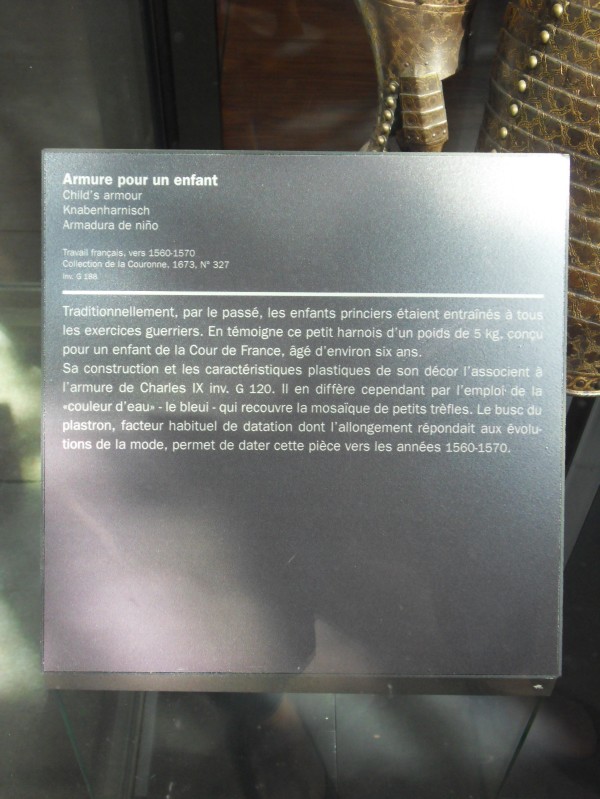 Armure pour un enfant
Child's armour
Knabenharnisch
Armadura de niño
Travail français, vers 1560-1570
Collection de la Couronne, 1673, N° 327
Inv. G 188
Traditionnellement, par le passé, les enfants princiers étaient entraînés à tous
les exercices guerriers. En témoigne ce petit harnois d'un poids de 5 kg, conçu
pour un enfant de la Cour de France, âgé d'environ six ans.
Sa construction et les caractéristiques plastiques de son décor l'associent à
l'armure de Charles IX inv. G 120. Il en diffère cependant par l'emploi de la
«couleur d'eau» - le bleui - qui recouvre la mosaïque de petits trèfles. Le busc du
plastron, facteur habituel de datation dont l'allongement répondait aux évolu-
tions de la mode, permet de dater cette pièce vers les années 1560-1570.